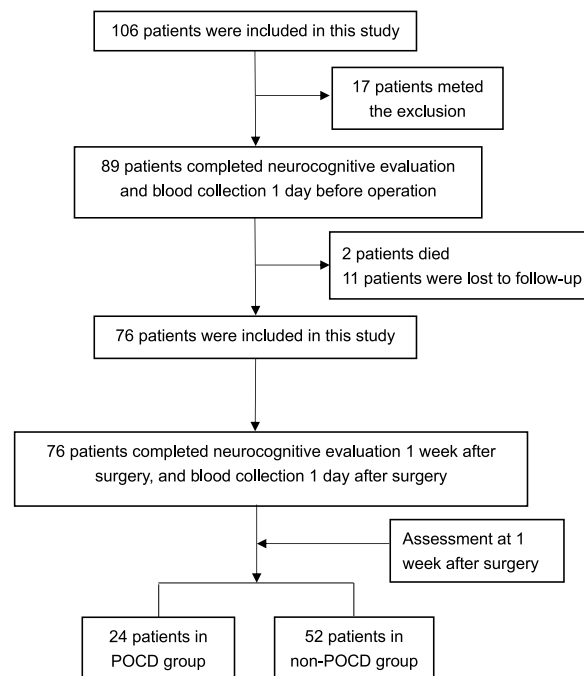 106 patients were included in this study
17 patients meted
the exclusion
89 patients completed neurocognitive evaluation
and blood collection 1 day before operation
2 patients died
11 patients were lost to follow-up
76 patients were included in this study
76 patients completed neurocognitive evaluation 1 week after
surgery, and blood collection 1 day after surgery
Assessment at 1
week after surgery
24 patients in
POCD group
52 patients in
non-POCD group